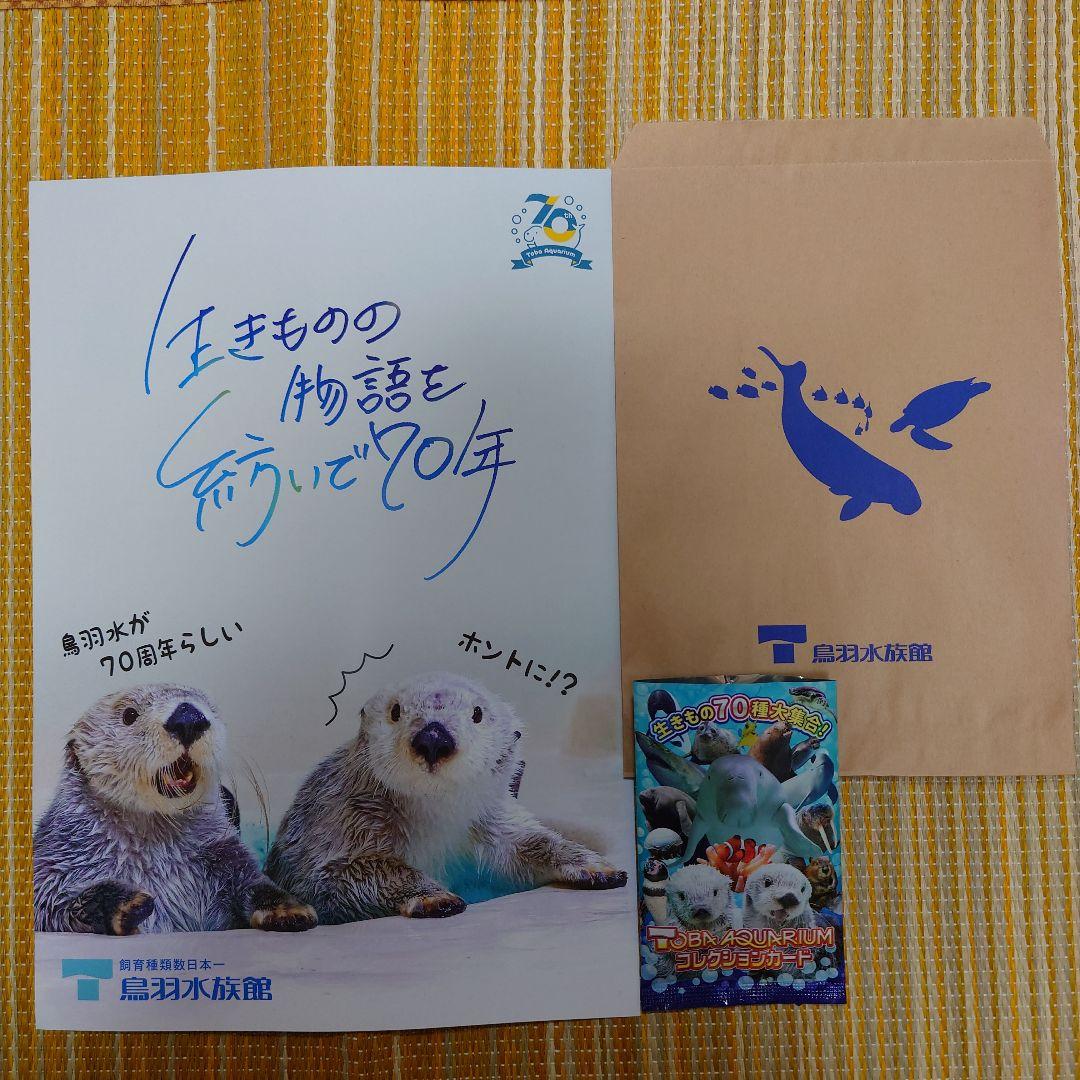 70th
Toba Aquarium
生きものの
物語を
紡いで70年
鳥羽水が
70周年らしい
ホントに!?
飼育種類数日本一
鳥羽水族館
鳥羽水族館
生きもの70種大集合!
TOBA AQUARIUM
コレクションカード